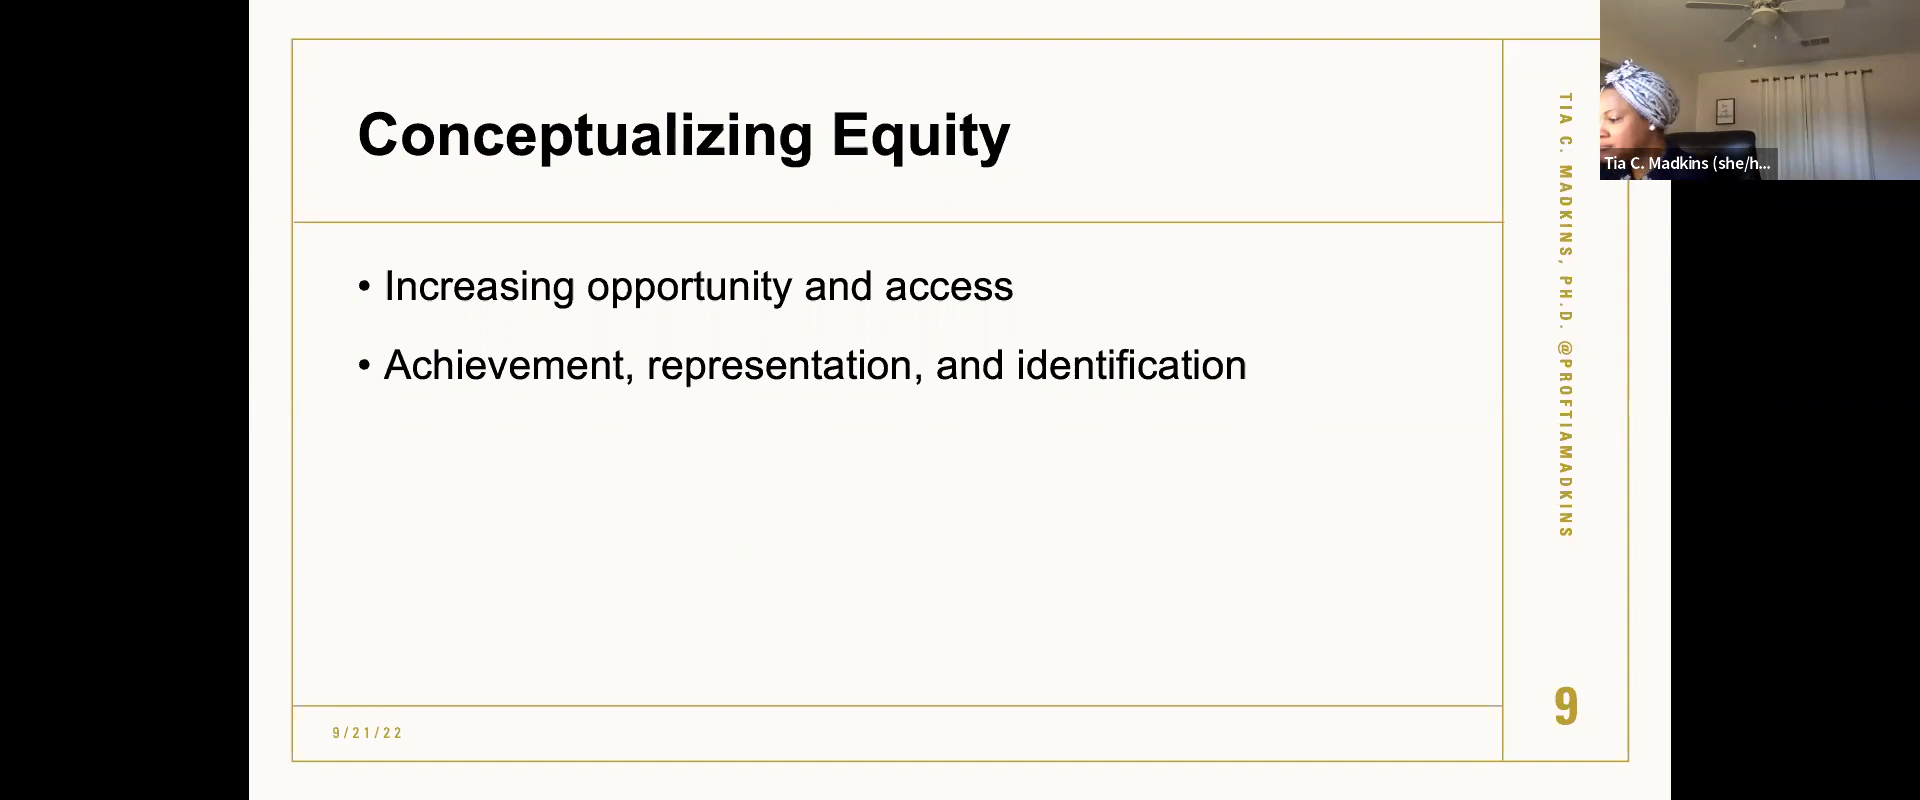 Conceptualizing Equity
• Increasing opportunity and access
• Achievement, representation, and identification
9/21/22
TIA C. MADKINS, PH.D. @PROFTIAMADKINS
9
Tia C. Madkins (she/h...